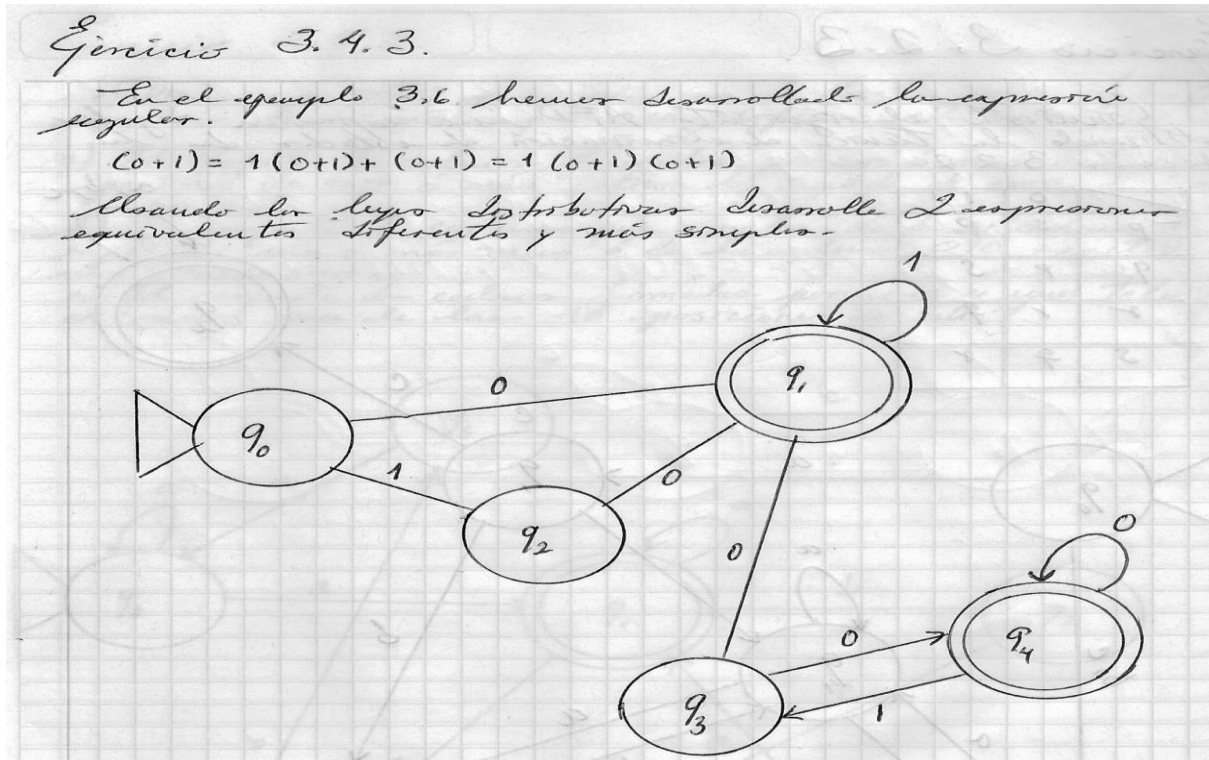 Ejercicio 3.4.3.
En el ejemplo 3.6 hemos desarrollado la expresión
regular.
(0+1) = 1(0+1)+(0+1) = 1(0+1)(0+1)
Usando las leyes distributivas desarrolle 2 expresiones
equivalentes diferentes y más simples.
1
0
q1
q0
1
0
q2
0
0
0
q4
q3
1